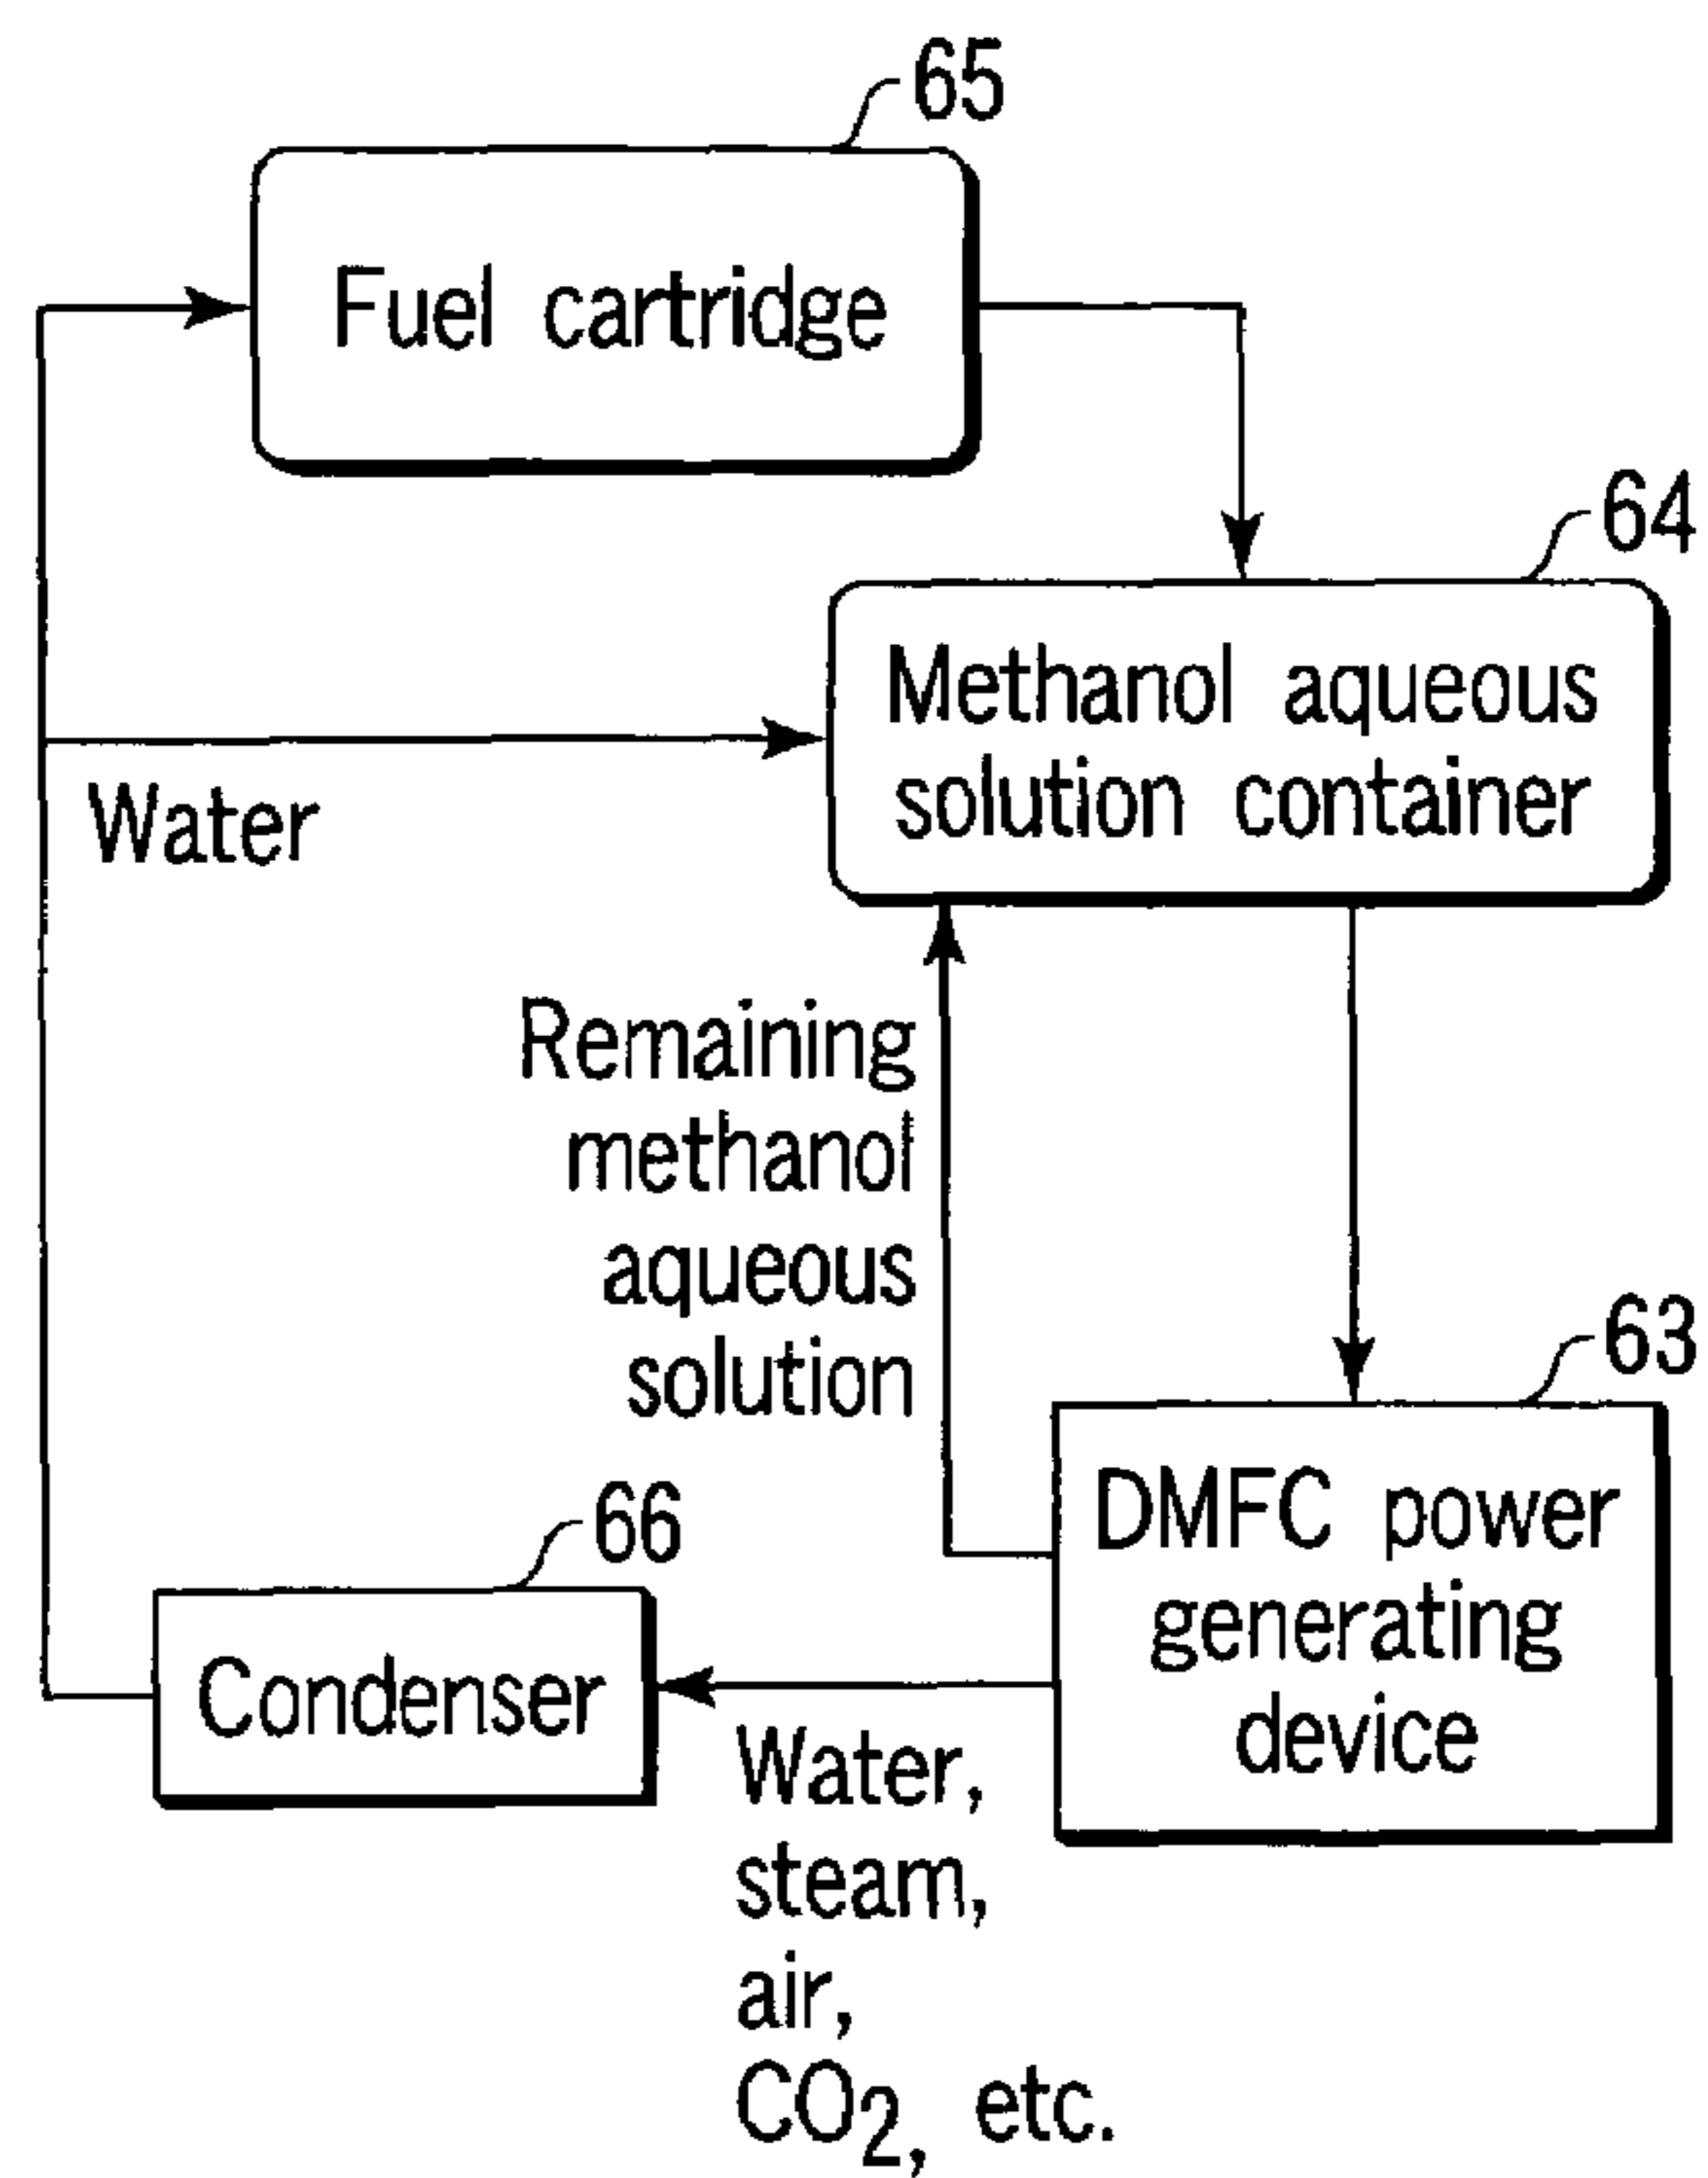 65
Fuel cartridge
64
Methanol aqueous
solution container
Water
Remaining
methanol
aqueous
solution
63
DMFC power
generating
device
66
Condenser
Water,
steam,
air,
CO2, etc.